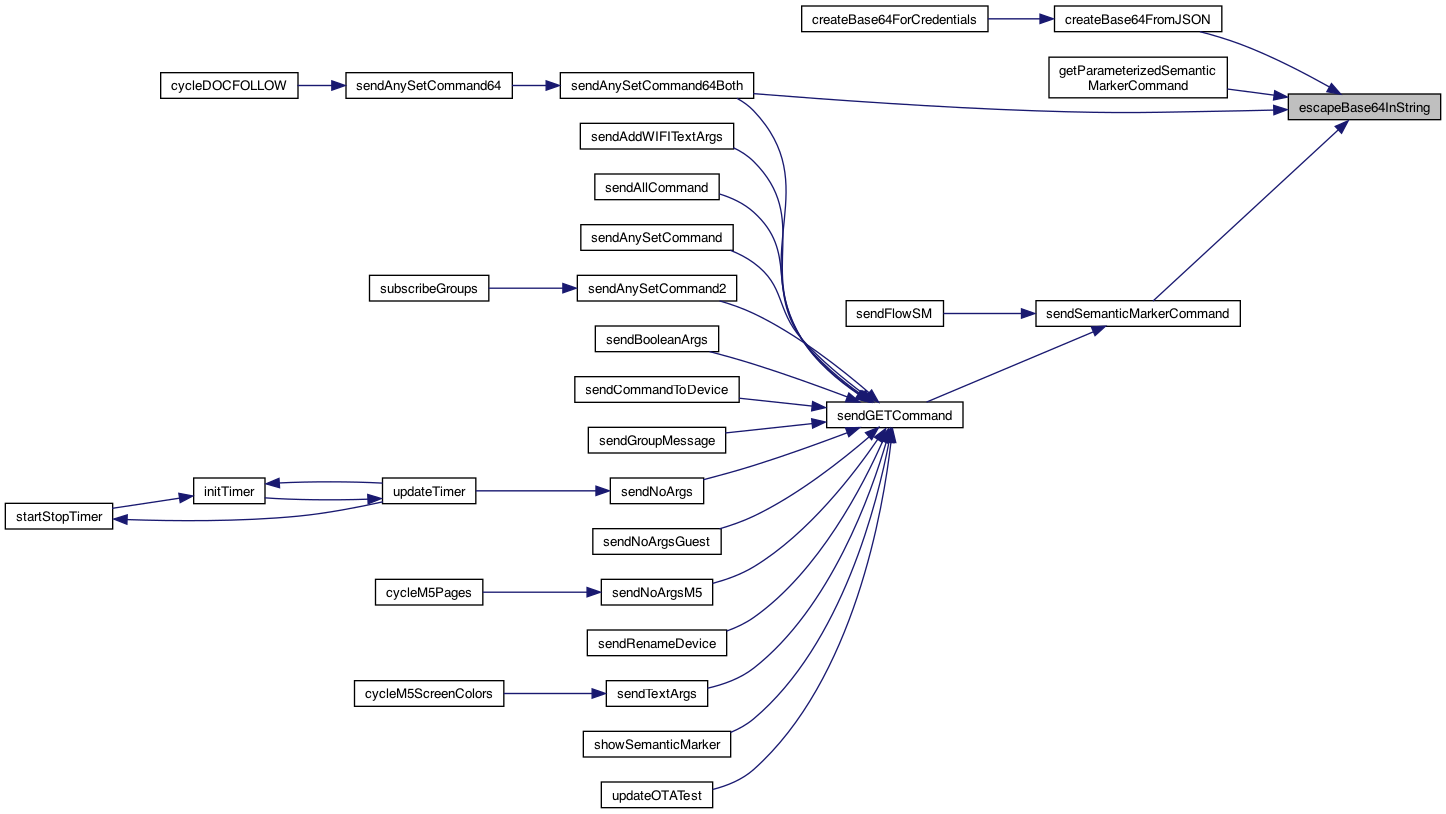 createBase64ForCredentials
createBase64FromJSON
getParameterizedSemantic
MarkerCommand
escapeBase64InString
cycleDOCFOLLOW
sendAnySetCommand64
sendAnySetCommand64Both
sendAddWIFITextArgs
sendAllCommand
sendAnySetCommand
subscribeGroups
sendAnySetCommand2
sendFlowSM
sendSemanticMarkerCommand
sendBooleanArgs
sendCommandToDevice
sendGETCommand
sendGroupMessage
startStopTimer
initTimer
updateTimer
sendNoArgs
sendNoArgsGuest
cycleM5Pages
sendNoArgsM5
sendRenameDevice
cycleM5ScreenColors
sendTextArgs
showSemanticMarker
updateOTATest